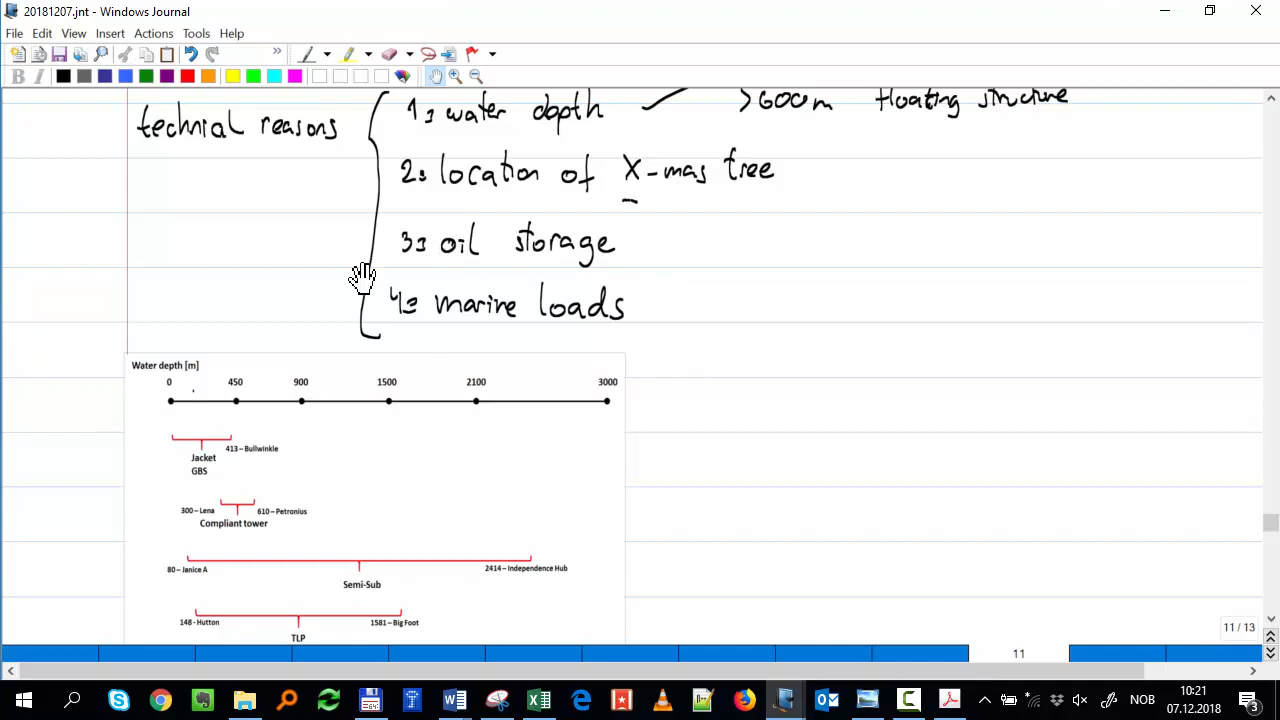 20181207.jnt - Windows Journal
File Edit View Insert Actions Tools Help
B I
technial reasons
1: water depth >600m floating structure
2: location of X-mas tree
3: oil storage
4: marine loads
Water depth [m]
0 450 900 1500 2100 3000
413 – Bullwinkle
Jacket
GBS
300 – Lena 610 – Petronius
Compliant tower
80 – Janice A 2414 – Independence Hub
Semi-Sub
148 - Hutton 1581 – Big Foot
TLP
11 / 13
11
NOB
10:21
07.12.2018
3